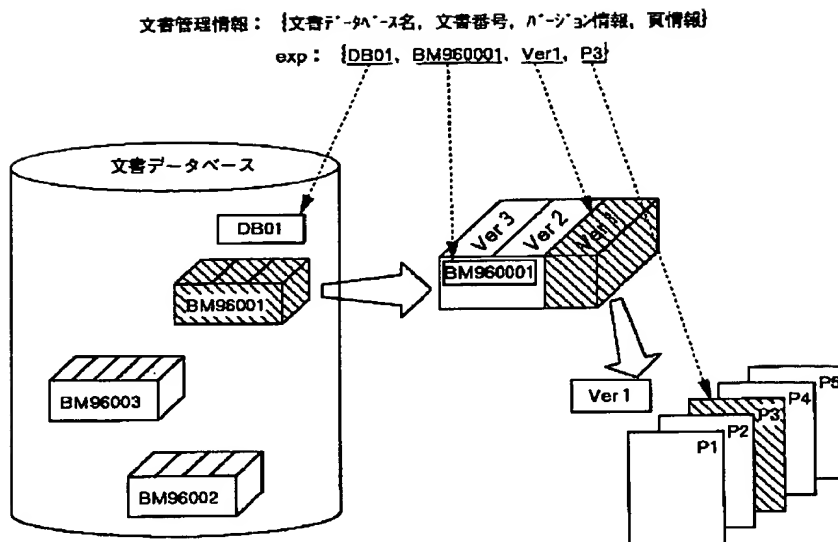 文書管理情報： {文書ﾃﾞｰﾀﾍﾞｰｽ名, 文書番号, ﾊﾞｰｼﾞｮﾝ情報, 頁情報}
exp： {DB01, BM960001, Ver1, P3}
文書データベース
DB01
BM96001
BM96003
BM96002
Ver 3
Ver 2
BM960001
Ver 1
P1
P2
P3
P4
P5